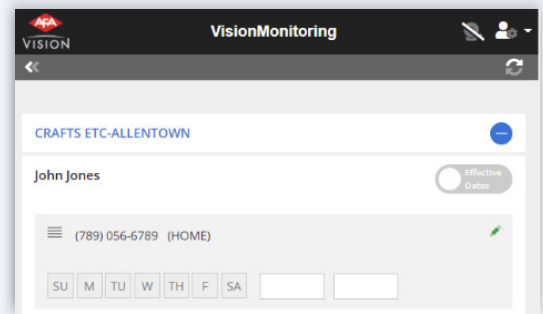 AFA
VISION
VisionMonitoring
CRAFTS ETC-ALLENTOWN
John Jones
Effective
Dates
(789) 056-6789 (HOME)
SU M TU W TH F SA